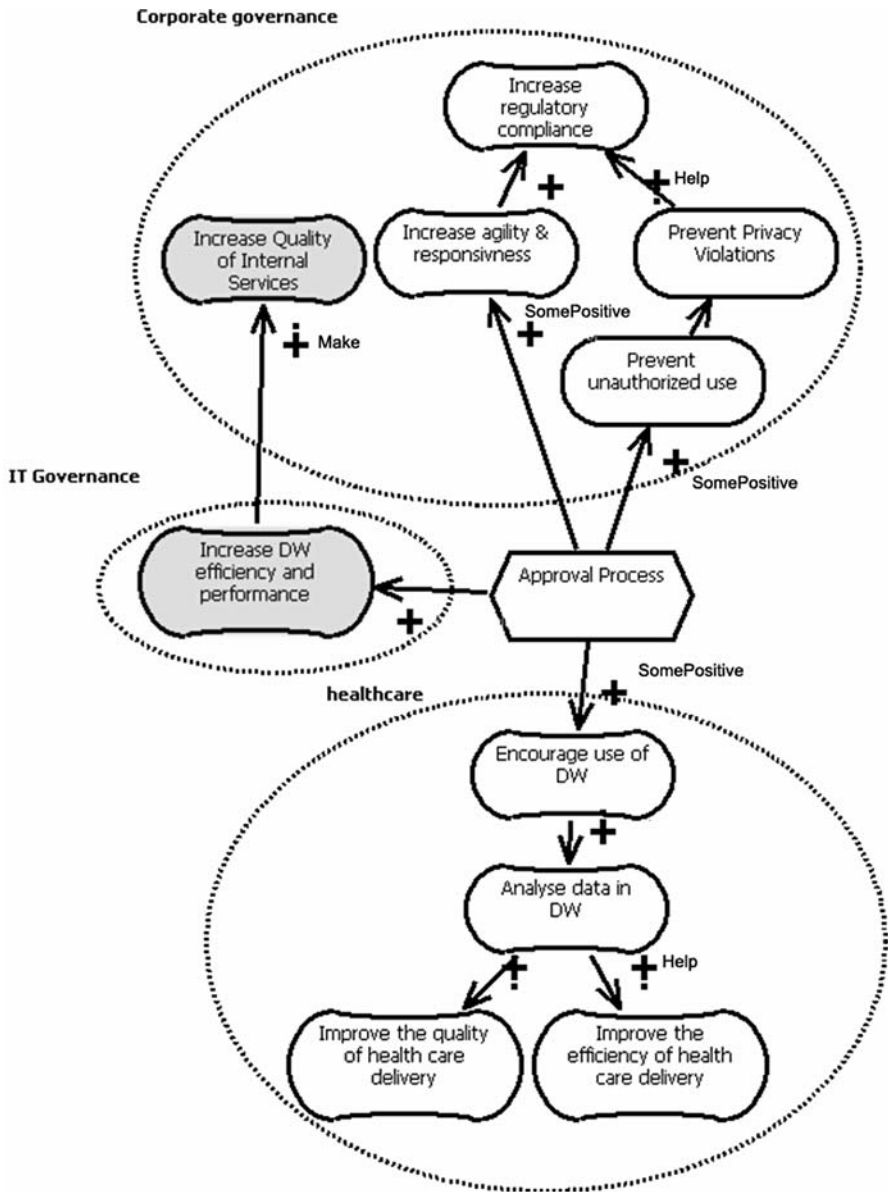 Corporate governance
Increase
regulatory
compliance
Help
Increase Quality
of Internal
Services
Increase agility &
responsivness
Prevent Privacy
Violations
SomePositive
Make
Prevent
unauthorized use
IT Governance
SomePositive
Increase DW
efficiency and
performance
Approval Process
SomePositive
healthcare
Encourage use of
DW
Analyse data in
DW
Help
Improve the quality
of health care
delivery
Improve the
efficiency of health
care delivery